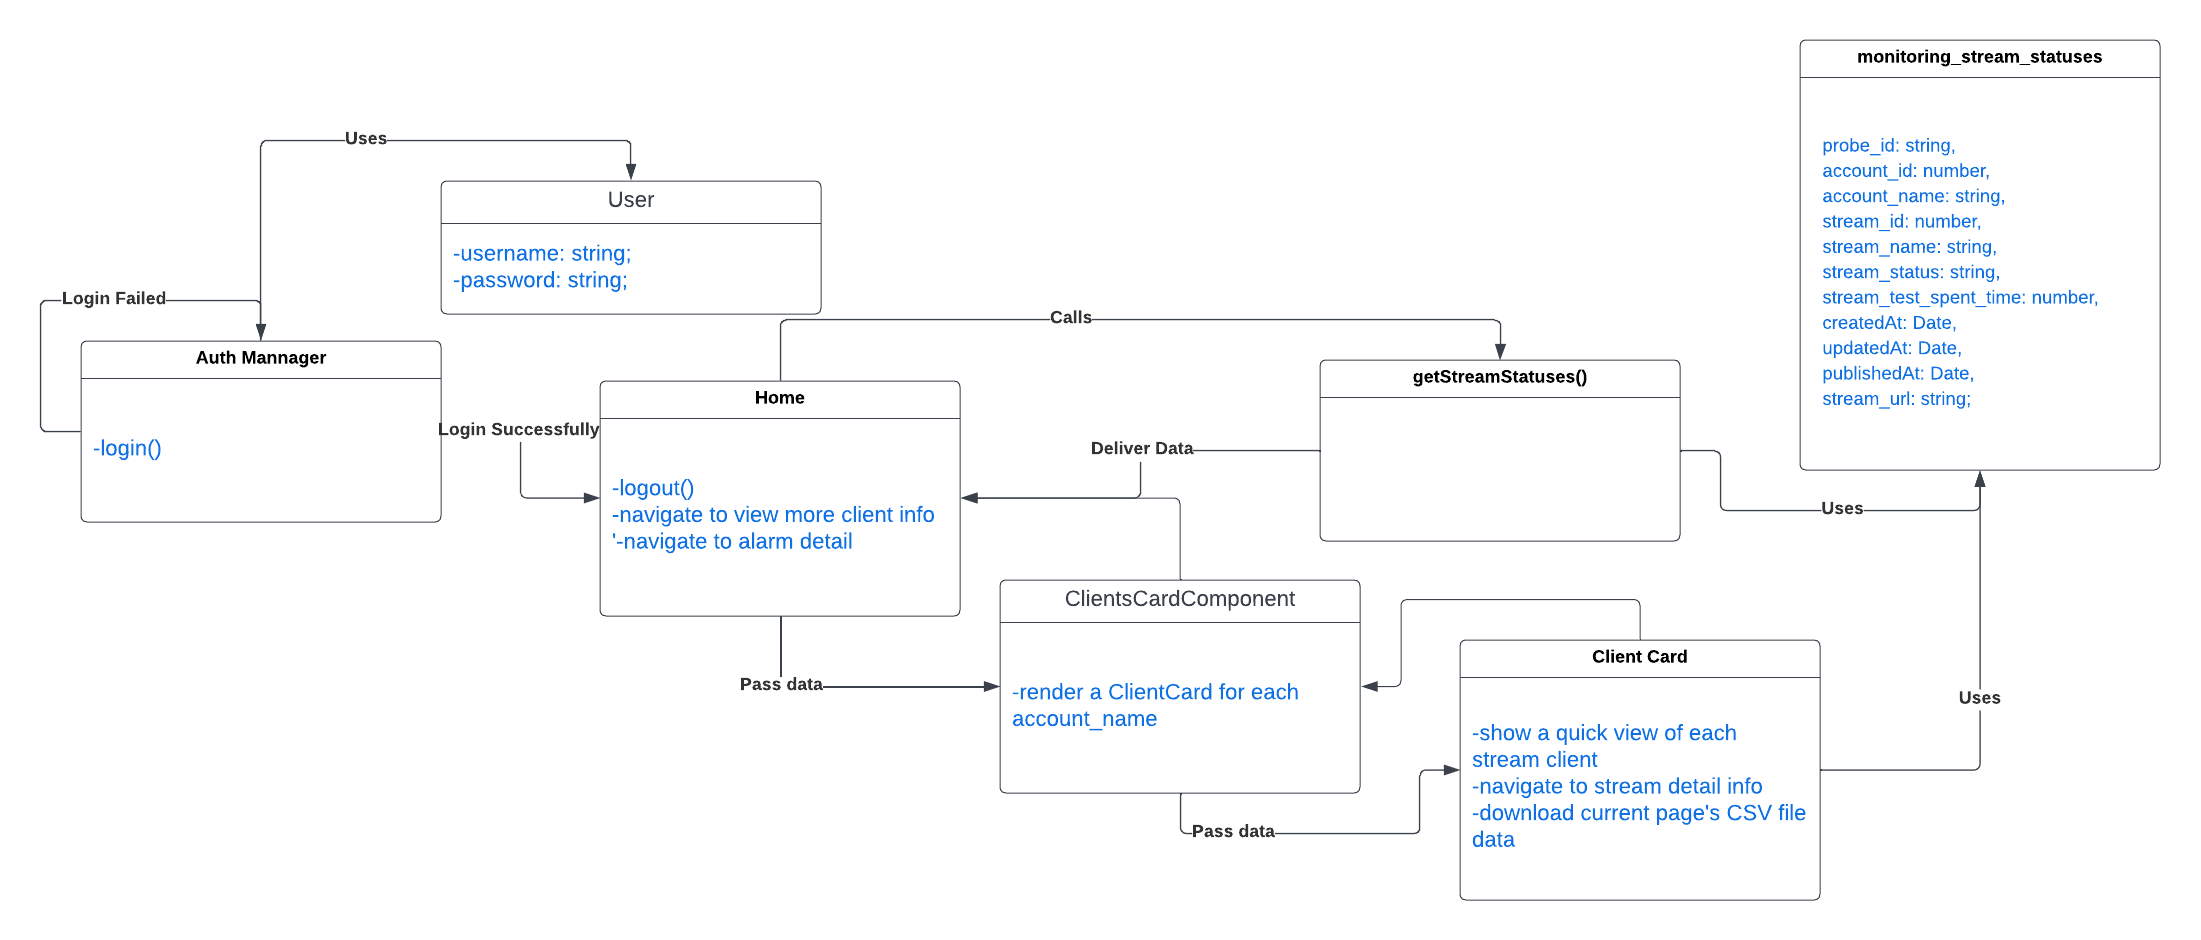 monitoring_stream_statuses
probe_id: string,
account_id: number,
account_name: string,
stream_id: number,
stream_name: string,
stream_status: string,
stream_test_spent_time: number,
createdAt: Date,
updatedAt: Date,
publishedAt: Date,
stream_url: string;
Uses
User
-username: string;
-password: string;
Login Failed
Auth Mannager
-login()
Login Successfully
Calls
Home
-logout()
-navigate to view more client info
'-navigate to alarm detail
getStreamStatuses()
Deliver Data
Uses
Pass data
ClientsCardComponent
-render a ClientCard for each
account_name
Pass data
Client Card
-show a quick view of each
stream client
-navigate to stream detail info
-download current page's CSV file
data
Uses